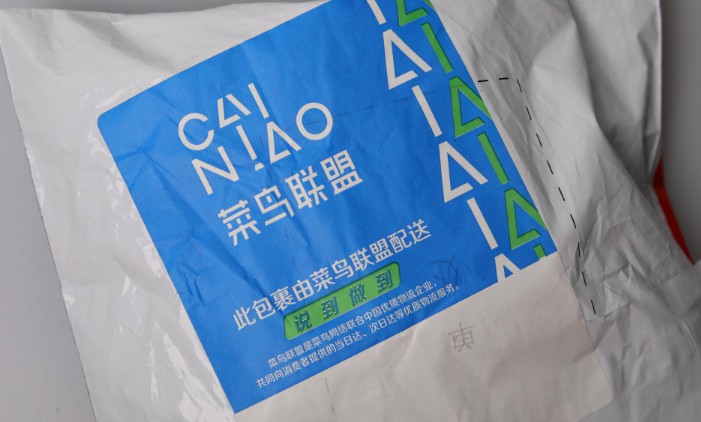 CAI
NIAO
菜鸟联盟
此包裹由菜鸟联盟配送
说到做到
菜鸟联盟是菜鸟网络联合中国优质物流企业，
共同向消费者提供的当日达、次日达等优质物流服务。